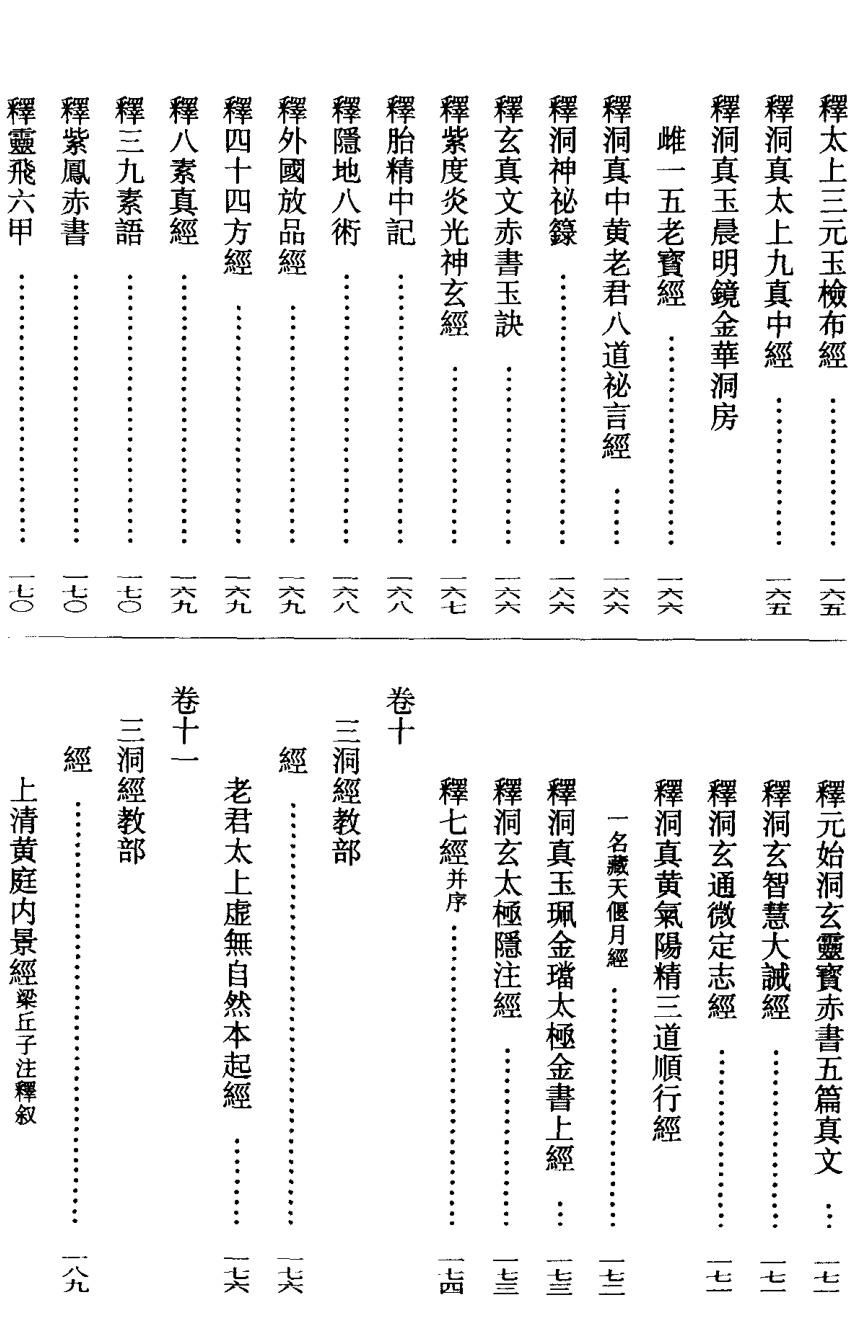 釋太上三元玉檢布經……………一六五
釋洞真太上九真中經……………一六五
釋洞真玉晨明鏡金華洞房
雌一五老寶經……………………一六六
釋洞真中黄老君八道祕言經……一六六
釋洞神祕籙………………………一六六
釋玄真文赤書玉訣………………一六六
釋紫度炎光神玄經………………一六七
釋胎精中記………………………一六八
釋隱地八術………………………一六八
釋外國放品經……………………一六九
釋四十四方經……………………一六九
釋八素真經………………………一六九
釋三九素語………………………一七〇
釋紫鳳赤書………………………一七〇
釋靈飛六甲………………………一七〇
釋元始洞玄靈寳赤書五篇真文…一七一
釋洞玄智慧大誡經………………一七一
釋洞玄通微定志經………………一七一
釋洞真黄氣陽精三道順行經
一名藏天偃月經…………………一七二
釋洞真玉珮金璫太極金書上經…一七三
釋洞玄太極隱注經………………一七三
釋七經并序………………………一七四
卷十
三洞經教部
經…………………………………一七六
老君太上虛無自然本起經………一七六
卷十一
三洞經教部
經…………………………………一八九
上清黄庭内景經梁丘子注釋叙